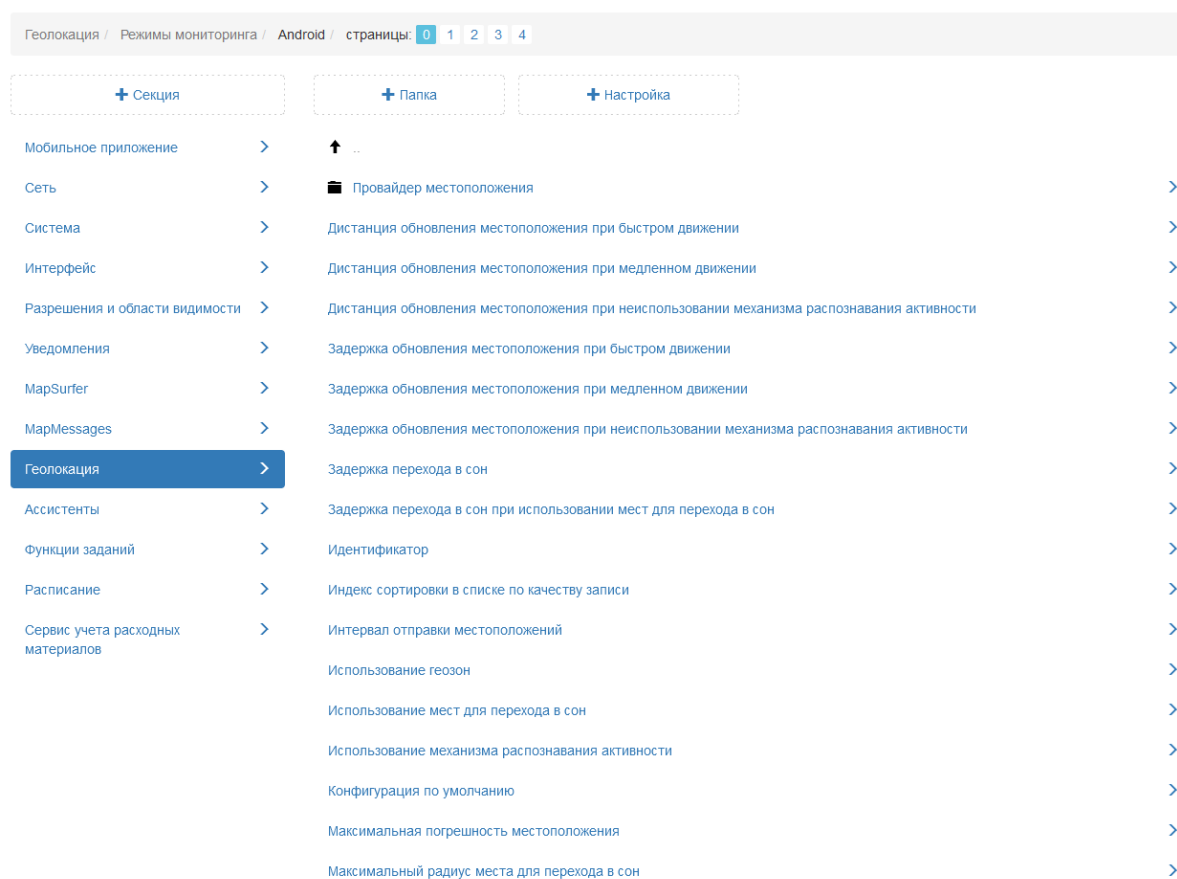 Геолокация / Режимы мониторинга / Android / страницы: 0 1 2 3 4
+ Секция
+ Папка
+ Настройка
Мобильное приложение
Сеть
Система
Интерфейс
Разрешения и области видимости
Уведомления
MapSurfer
MapMessages
Геолокация
Ассистенты
Функции заданий
Расписание
Сервис учета расходных
материалов
..
Провайдер местоположения
Дистанция обновления местоположения при быстром движении
Дистанция обновления местоположения при медленном движении
Дистанция обновления местоположения при неиспользовании механизма распознавания активности
Задержка обновления местоположения при быстром движении
Задержка обновления местоположения при медленном движении
Задержка обновления местоположения при неиспользовании механизма распознавания активности
Задержка перехода в сон
Задержка перехода в сон при использовании мест для перехода в сон
Идентификатор
Индекс сортировки в списке по качеству записи
Интервал отправки местоположений
Использование геозон
Использование мест для перехода в сон
Использование механизма распознавания активности
Конфигурация по умолчанию
Максимальная погрешность местоположения
Максимальный радиус места для перехода в сон